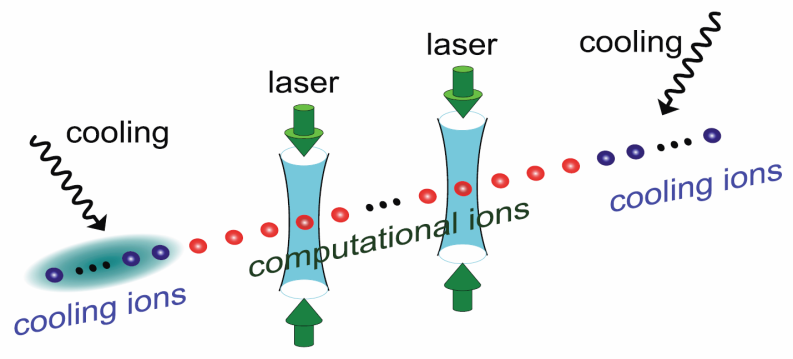 laser
cooling
laser
cooling
cooling ions
computational ions
cooling ions